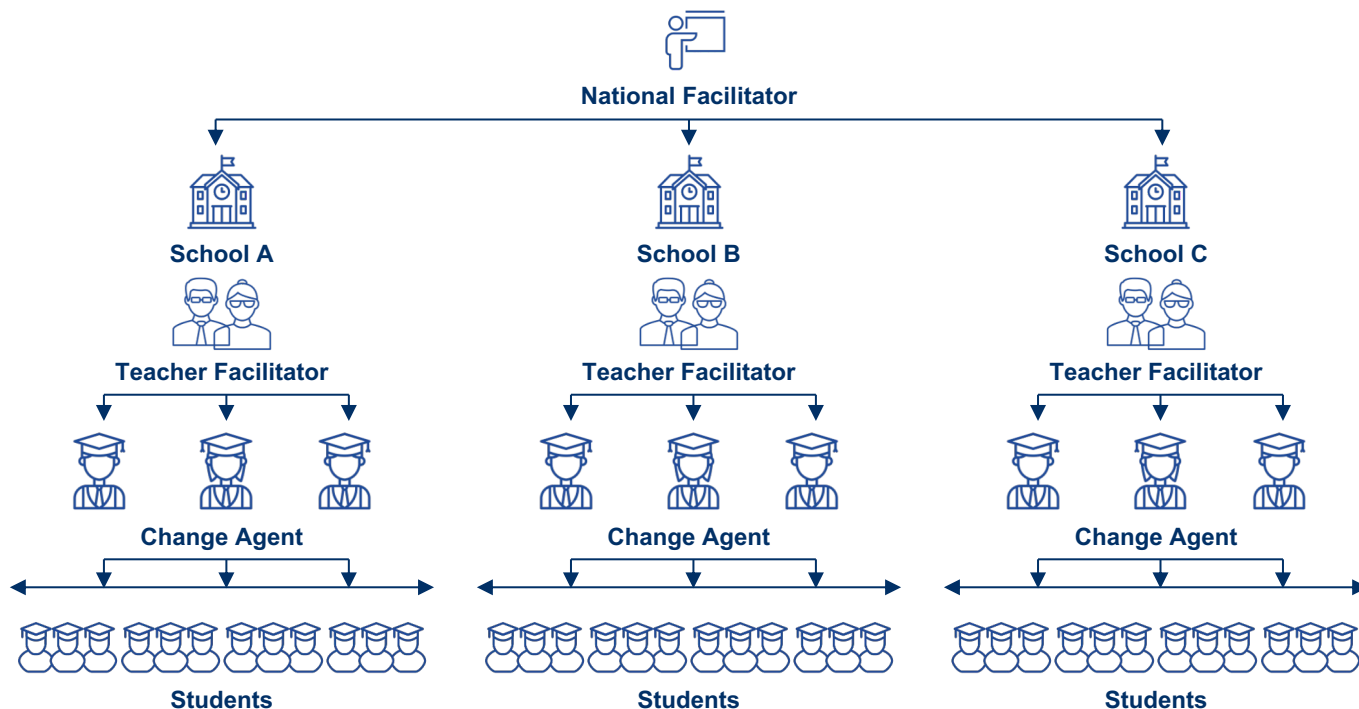 National Facilitator
School A
School B
School C
Teacher Facilitator
Teacher Facilitator
Teacher Facilitator
Change Agent
Change Agent
Change Agent
Students
Students
Students